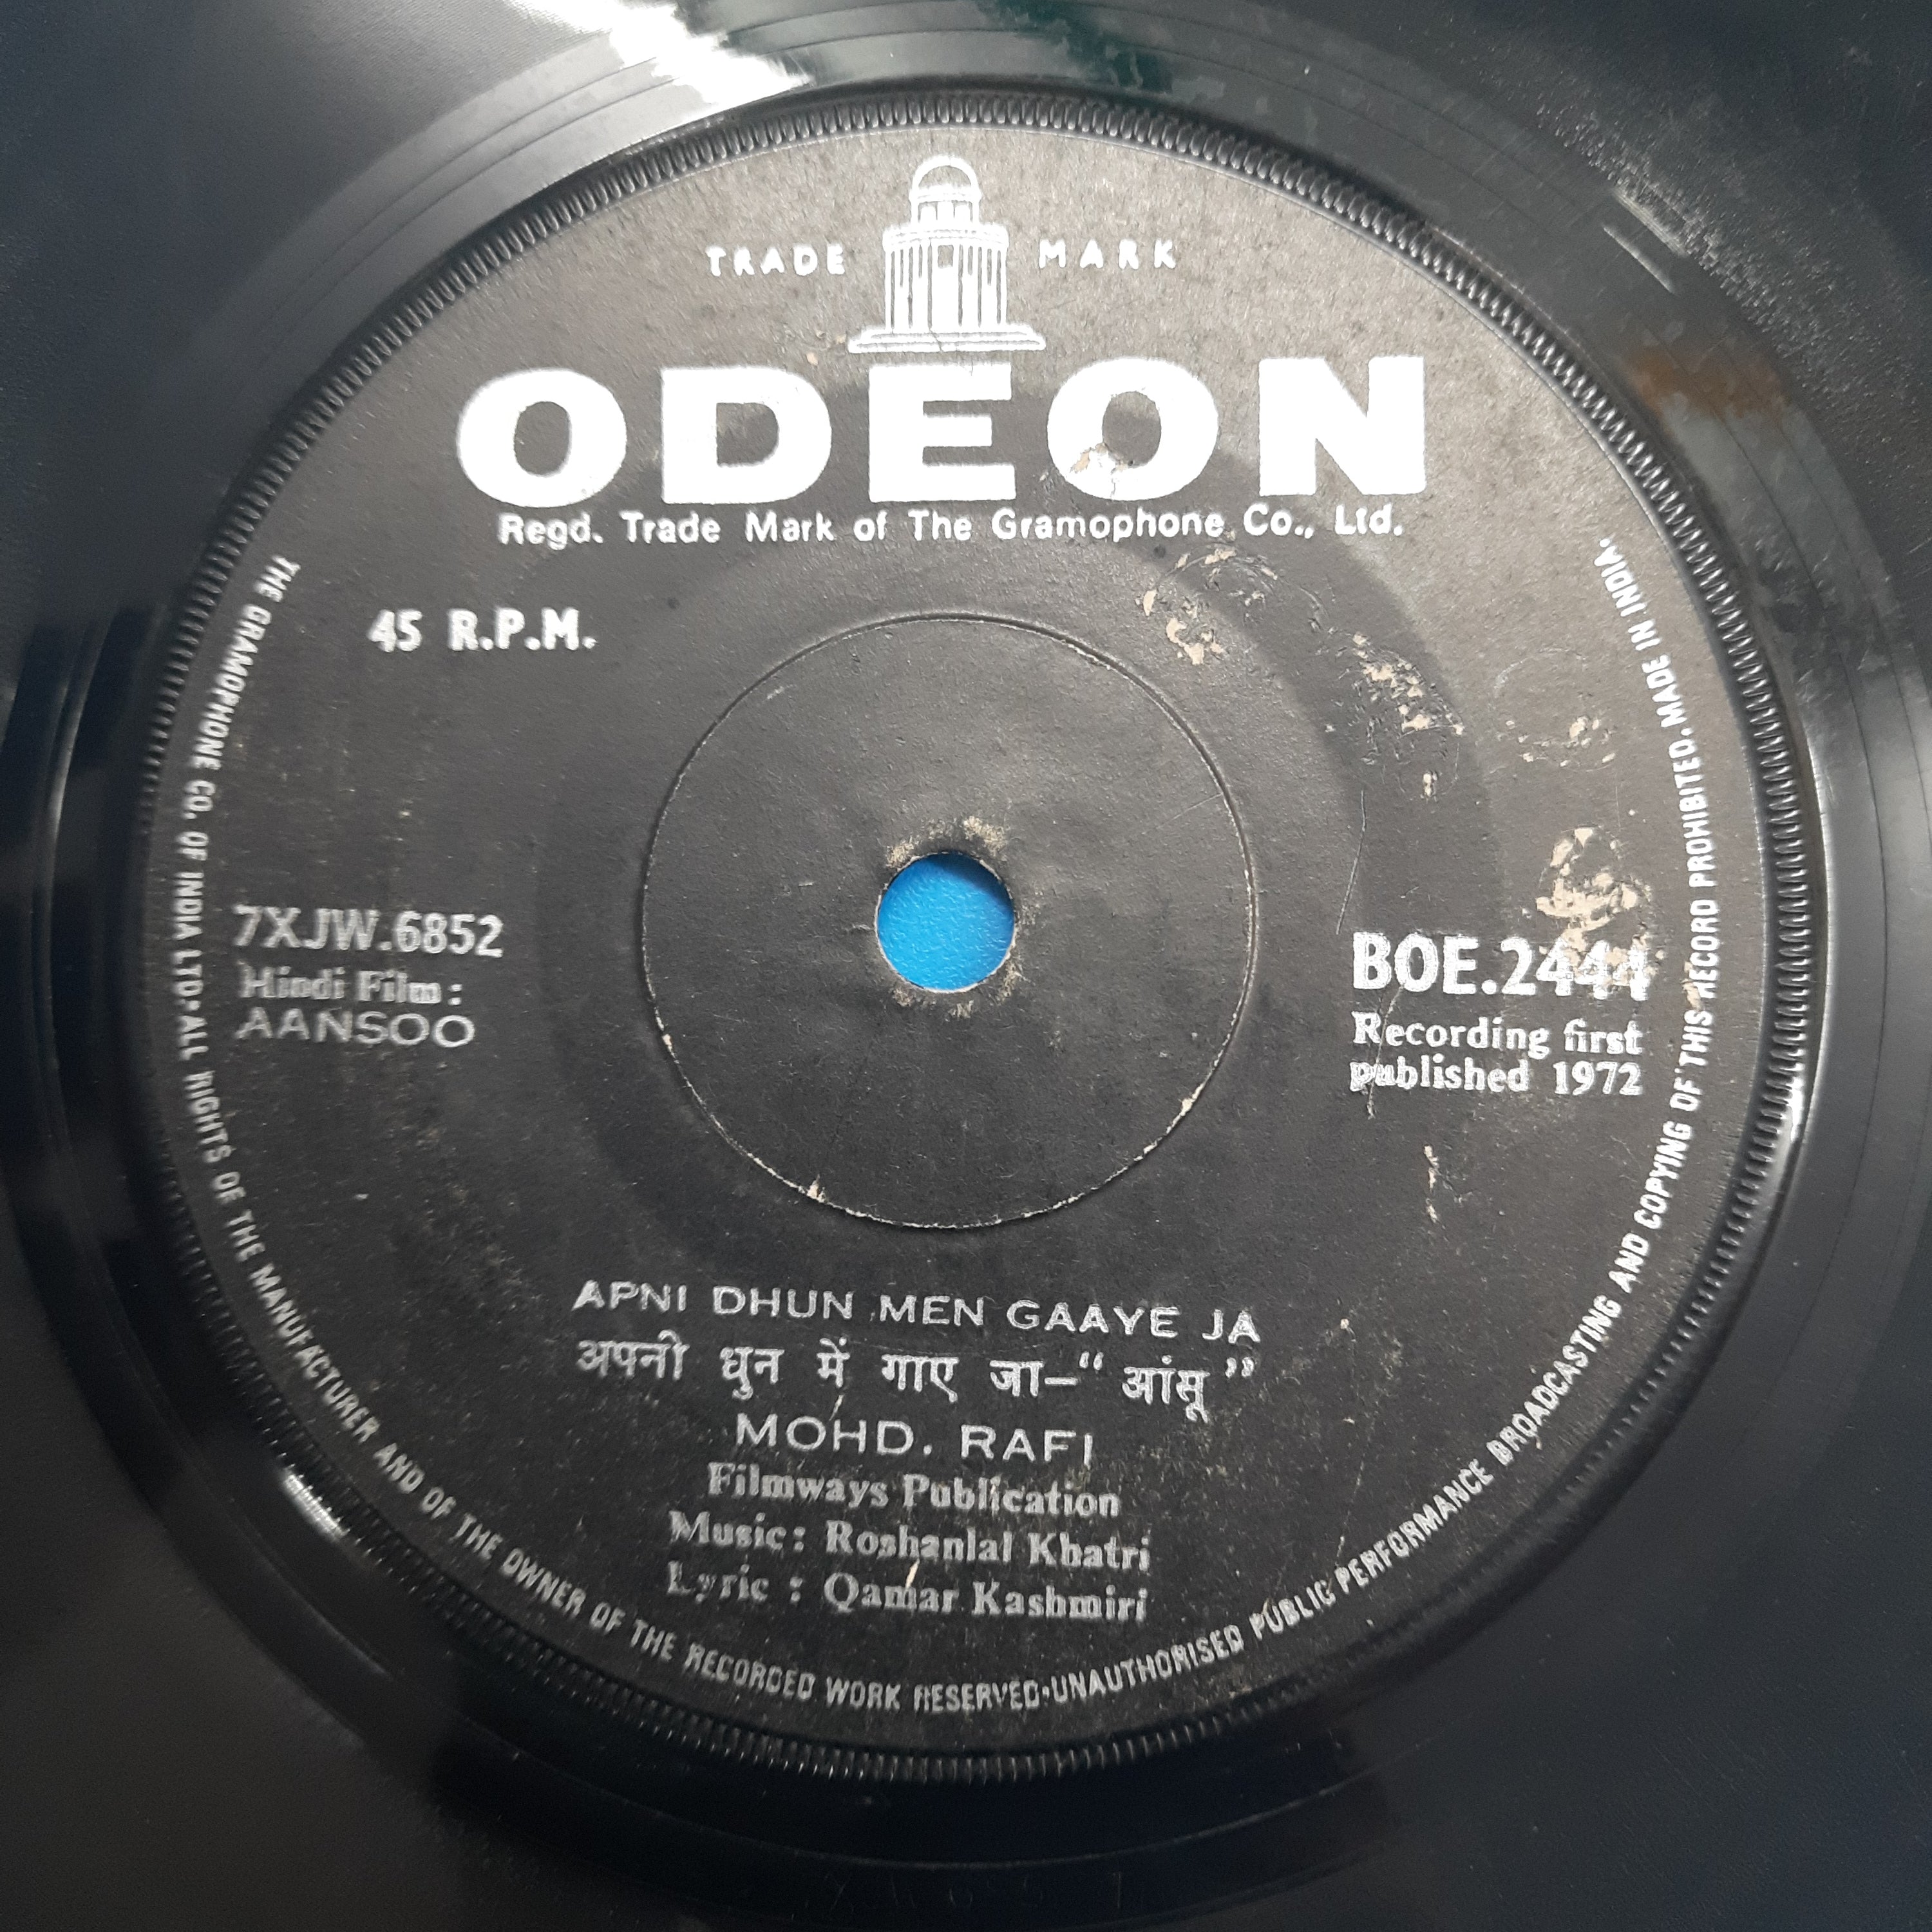 TRADE MARK
ODEON
Regd. Trade Mark of The Gramophone Co., Ltd.
45 R.P.M.
7XJW.6852
Hindi Film :
AANSOO
BOE.2444
Recording first
published 1972
APNI DHUN MEN GAAYE JA
अपनी धुन में गाए जा–“ आंसू ”
MOHD. RAFI
Filmways Publication
Music : Roshanlal Khatri
Lyric : Qamar Kashmiri
THE GRAMOPHONE CO. OF INDIA LTD•ALL RIGHTS OF THE MANUFACTURER AND OF THE OWNER OF THE RECORDED WORK RESERVED•UNAUTHORISED PUBLIC PERFORMANCE BROADCASTING AND COPYING OF THIS RECORD PROHIBITED. MADE IN INDIA.